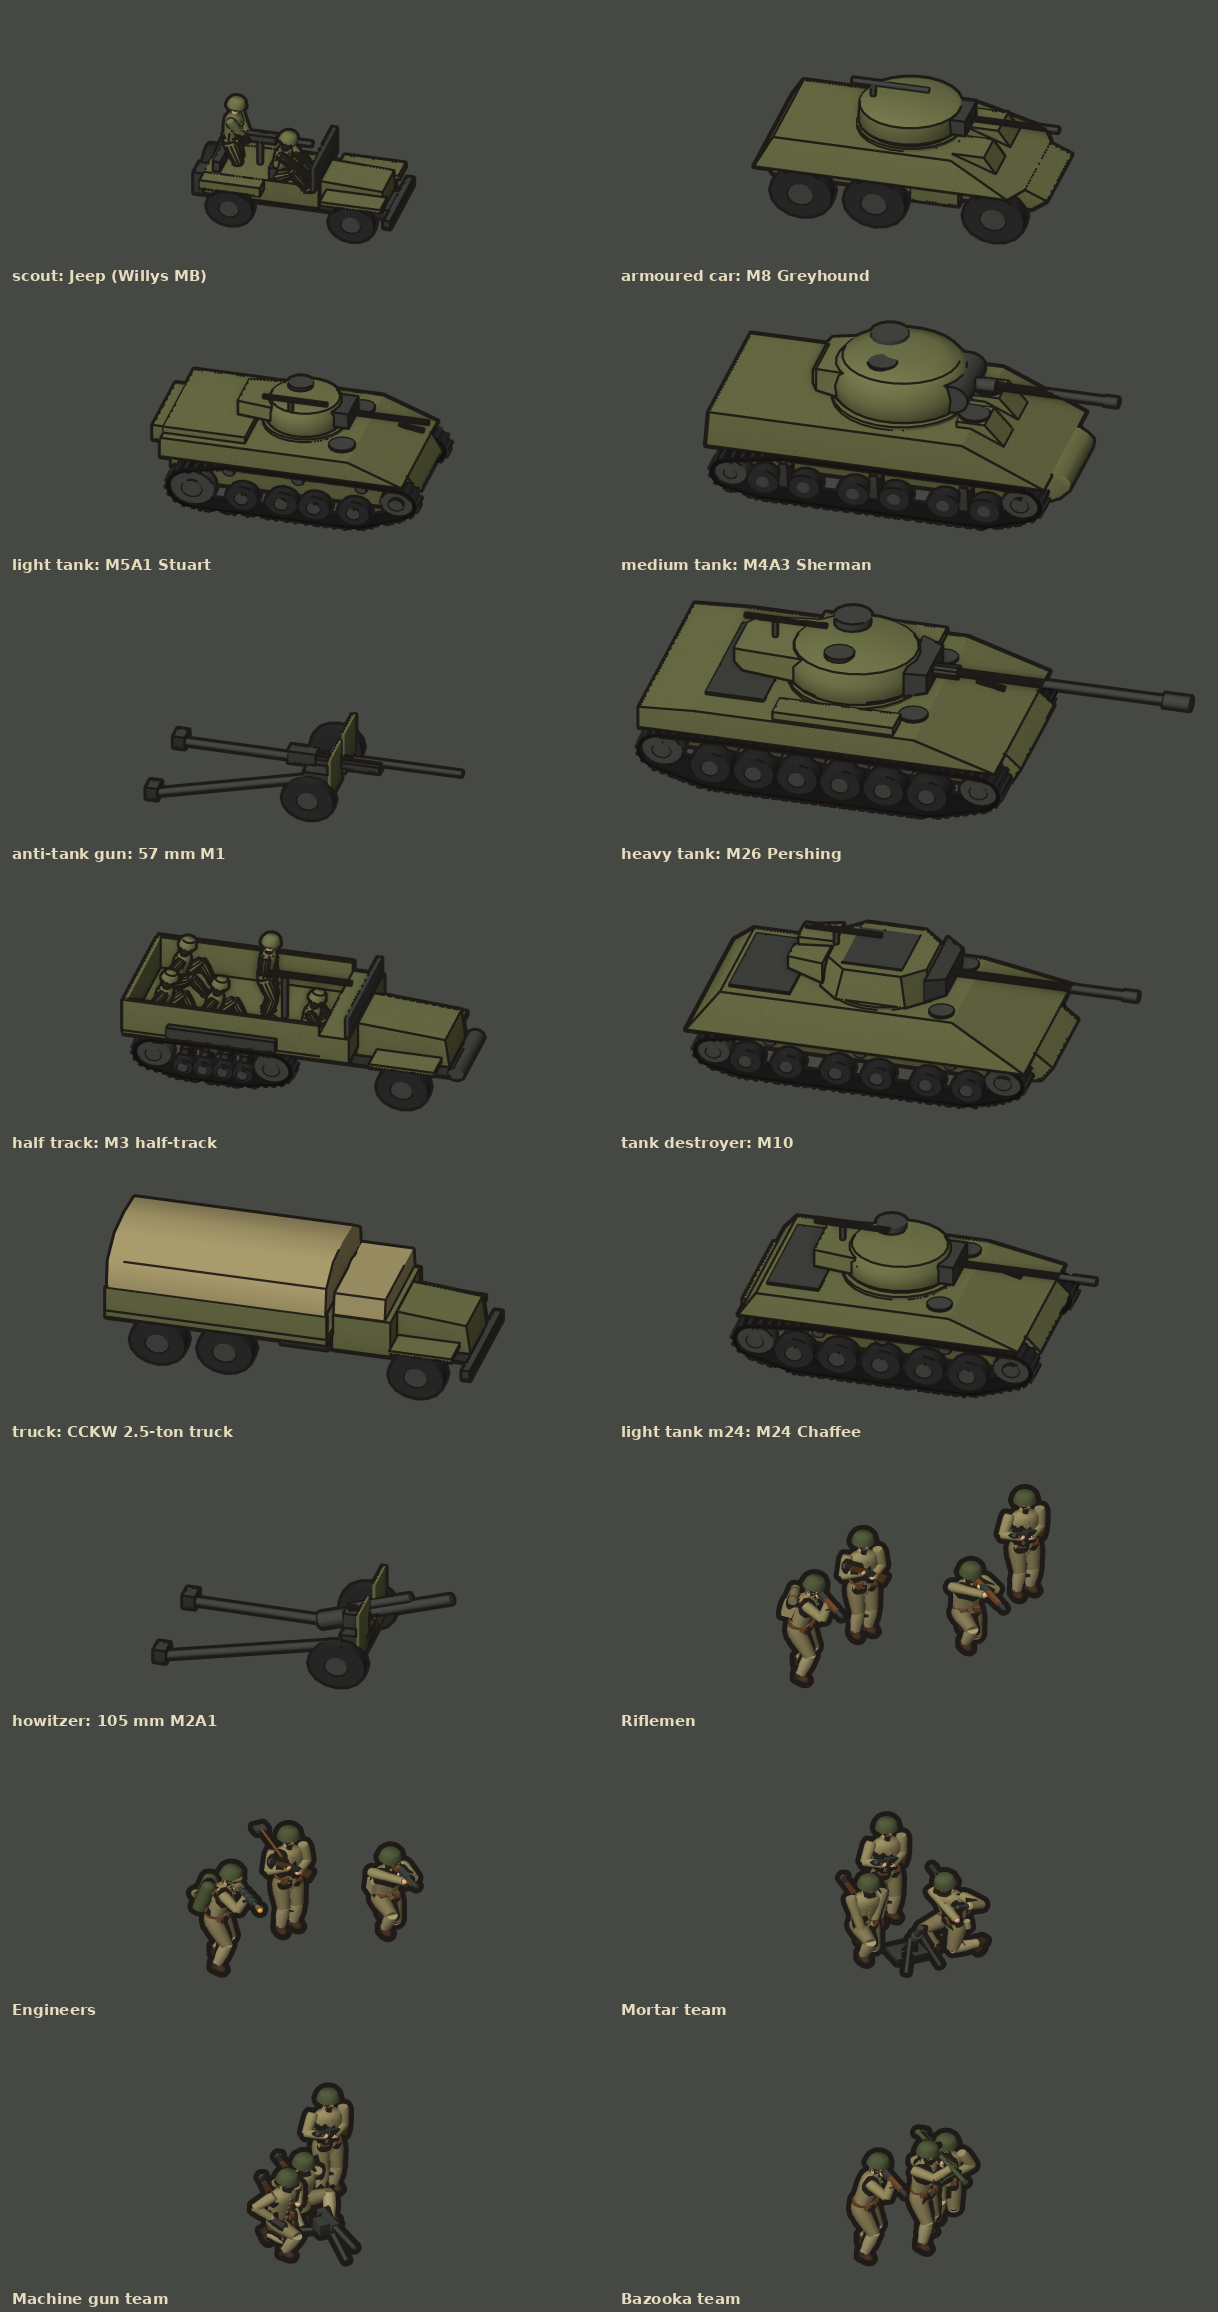 scout: Jeep (Willys MB)
armoured car: M8 Greyhound
light tank: M5A1 Stuart
medium tank: M4A3 Sherman
anti-tank gun: 57 mm M1
heavy tank: M26 Pershing
half track: M3 half-track
tank destroyer: M10
truck: CCKW 2.5-ton truck
light tank m24: M24 Chaffee
howitzer: 105 mm M2A1
Riflemen
Engineers
Mortar team
Machine gun team
Bazooka team